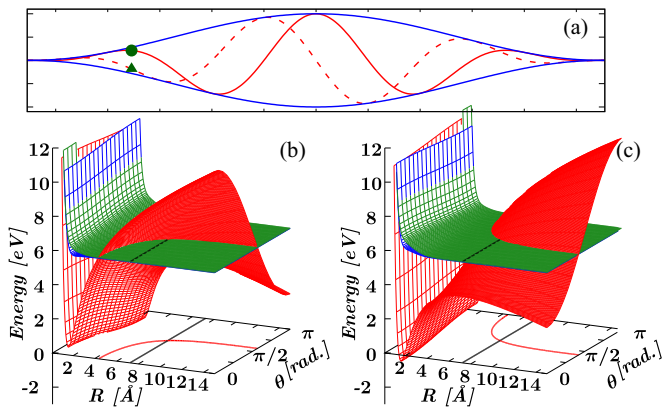 (a)
(b)
(c)
Energy [eV]
12
10
8
6
4
2
0
-2
2 4 6 8 10 12 14
R [Å]
0 π/2 π
θ [rad.]
Energy [eV]
12
10
8
6
4
2
0
-2
2 4 6 8 10 12 14
R [Å]
0 π/2 π
θ [rad.]